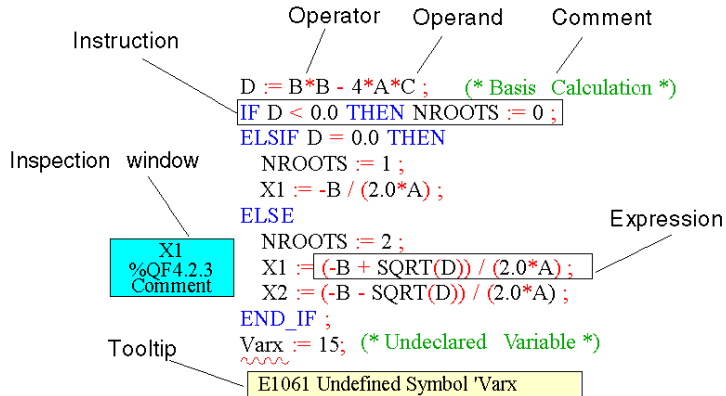 Operator Operand Comment
Instruction
D := B*B - 4*A*C ; (* Basis Calculation *)
IF D < 0.0 THEN NROOTS := 0 ;
ELSIF D = 0.0 THEN
Inspection window
NROOTS := 1 ;
X1 := -B / (2.0*A) ;
ELSE
Expression
NROOTS := 2 ;
X1
%QF4.2.3
Comment
X1 := (-B + SQRT(D)) / (2.0*A) ;
X2 := (-B - SQRT(D)) / (2.0*A) ;
END_IF ;
Tooltip
Varx := 15; (* Undeclared Variable *)
E1061 Undefined Symbol 'Varx